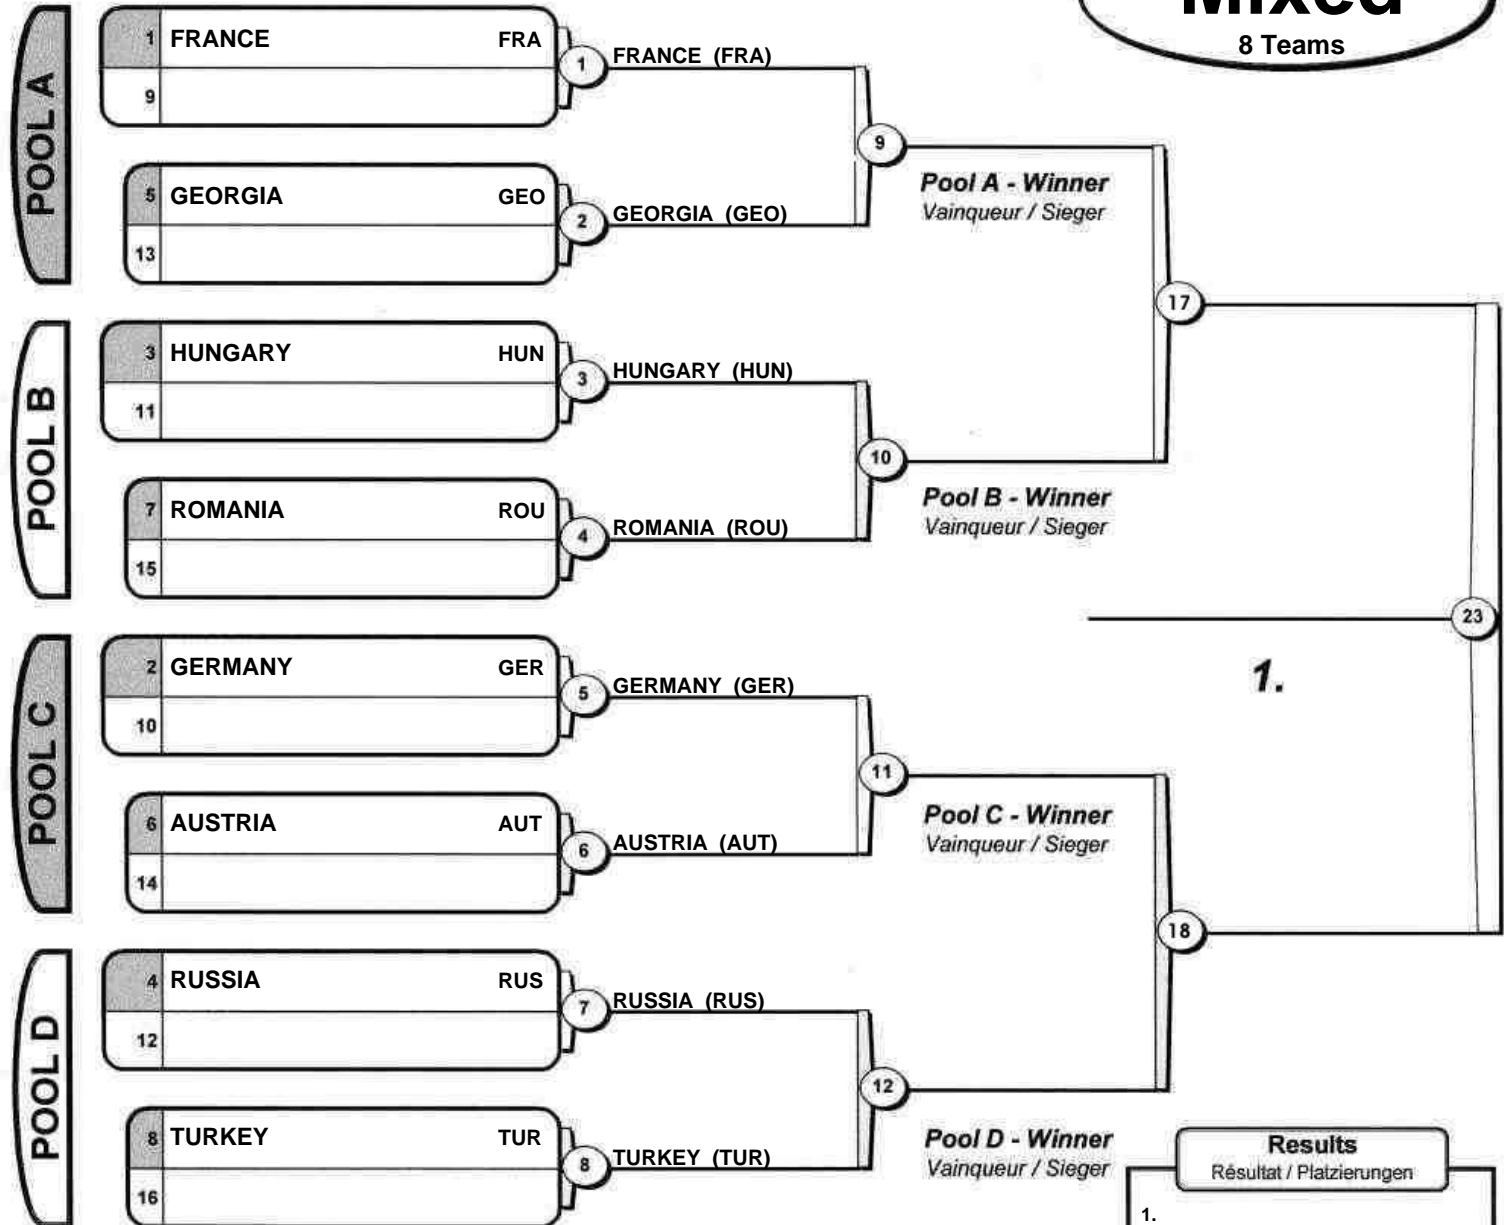 Mixed
8 Teams
POOL A
1 FRANCE FRA
9
1
FRANCE (FRA)
5 GEORGIA GEO
13
2
GEORGIA (GEO)
9
Pool A - Winner
Vainqueur / Sieger
POOL B
3 HUNGARY HUN
11
3
HUNGARY (HUN)
7 ROMANIA ROU
15
4
ROMANIA (ROU)
10
Pool B - Winner
Vainqueur / Sieger
17
POOL C
2 GERMANY GER
10
5
GERMANY (GER)
6 AUSTRIA AUT
14
6
AUSTRIA (AUT)
11
Pool C - Winner
Vainqueur / Sieger
POOL D
4 RUSSIA RUS
12
7
RUSSIA (RUS)
8 TURKEY TUR
16
8
TURKEY (TUR)
12
Pool D - Winner
Vainqueur / Sieger
18
23
1.
Results
Résultat / Platzierungen
1.